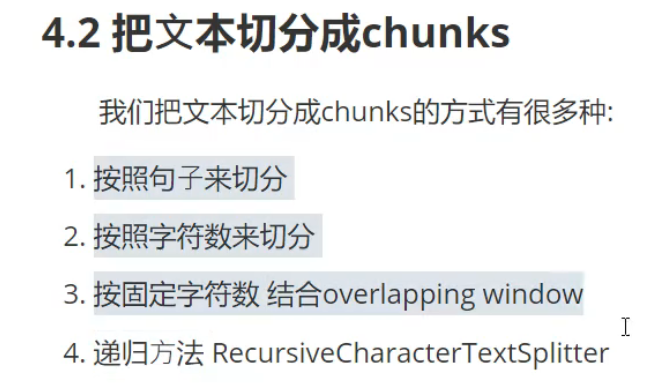 4.2 把文本切分成chunks
我们把文本切分成chunks的方式有很多种:
1. 按照句子来切分
2. 按照字符数来切分
3. 按固定字符数 结合overlapping window
4. 递归方法 RecursiveCharacterTextSplitter